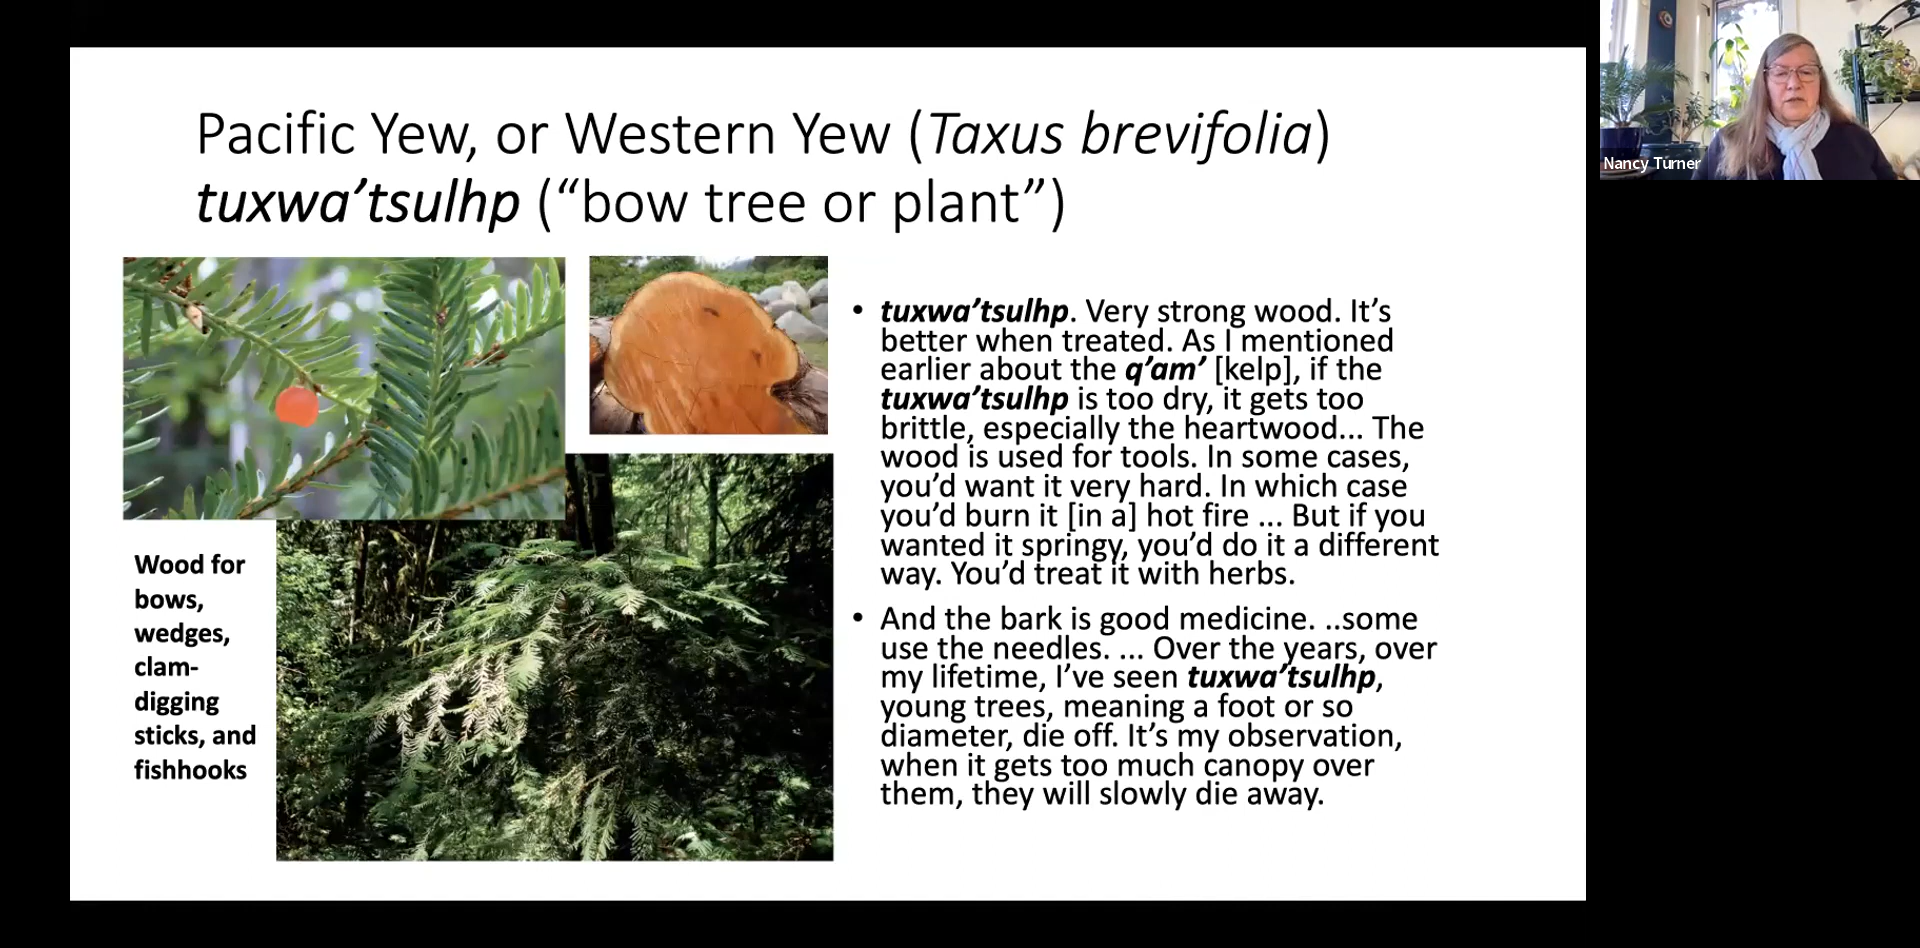 Pacific Yew, or Western Yew (Taxus brevifolia)
tuxwa’tsulhp (“bow tree or plant”)
Wood for
bows,
wedges,
clam-
digging
sticks, and
fishhooks
• tuxwa’tsulhp. Very strong wood. It’s
better when treated. As I mentioned
earlier about the q’am’ [kelp], if the
tuxwa’tsulhp is too dry, it gets too
brittle, especially the heartwood... The
wood is used for tools. In some cases,
you’d want it very hard. In which case
you’d burn it [in a] hot fire ... But if you
wanted it springy, you’d do it a different
way. You’d treat it with herbs.
• And the bark is good medicine. ..some
use the needles. ... Over the years, over
my lifetime, I’ve seen tuxwa’tsulhp,
young trees, meaning a foot or so
diameter, die off. It’s my observation,
when it gets too much canopy over
them, they will slowly die away.
Nancy Turner